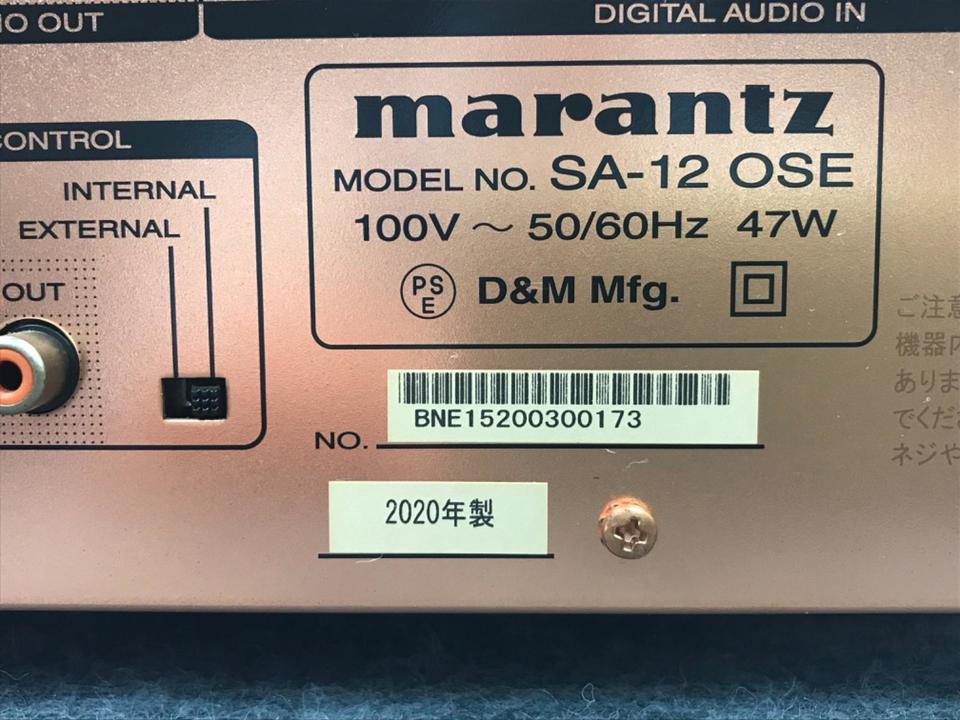 DIGITAL AUDIO IN
OUT
CONTROL
INTERNAL
EXTERNAL
OUT
marantz
MODEL NO. SA-12 OSE
100V ～ 50/60Hz 47W
PS
E
D&M Mfg.
NO.
BNE15200300173
2020年製
ご注意
機器内
ありま
でくださ
ネジや